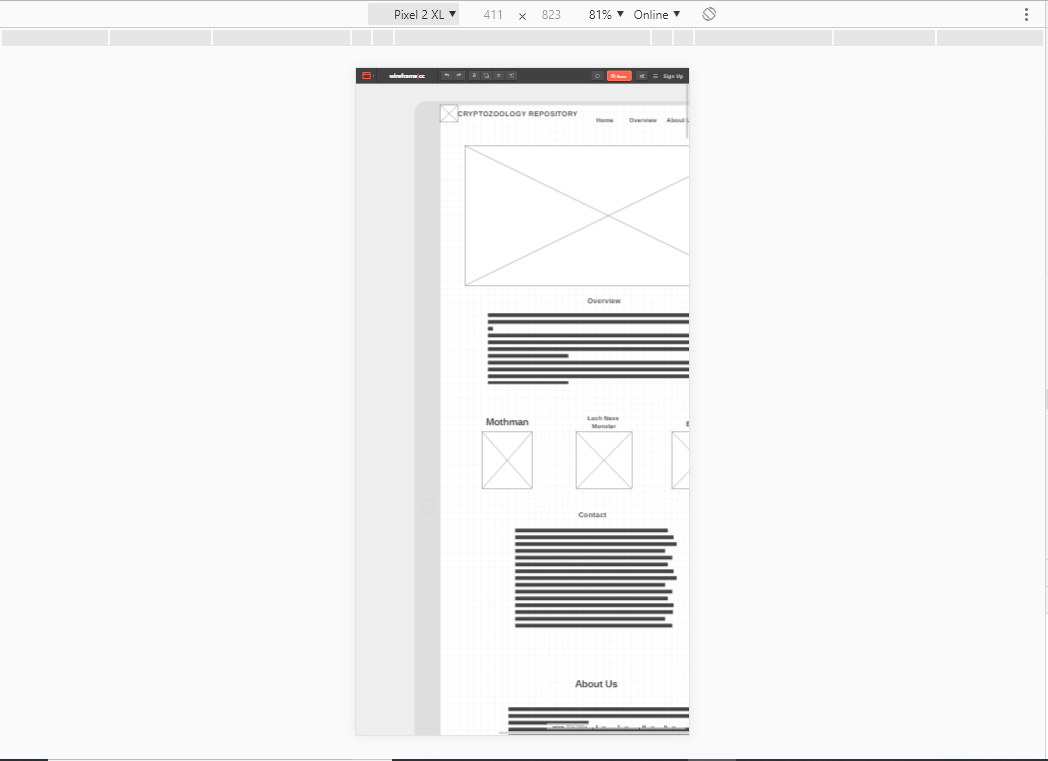 Pixel 2 XL 411 x 823 81% Online
wireframe|cc Save Sign Up
CRYPTOZOOLOGY REPOSITORY
Home Overview About
Overview
Mothman
Loch Ness
Monster
Contact
About Us